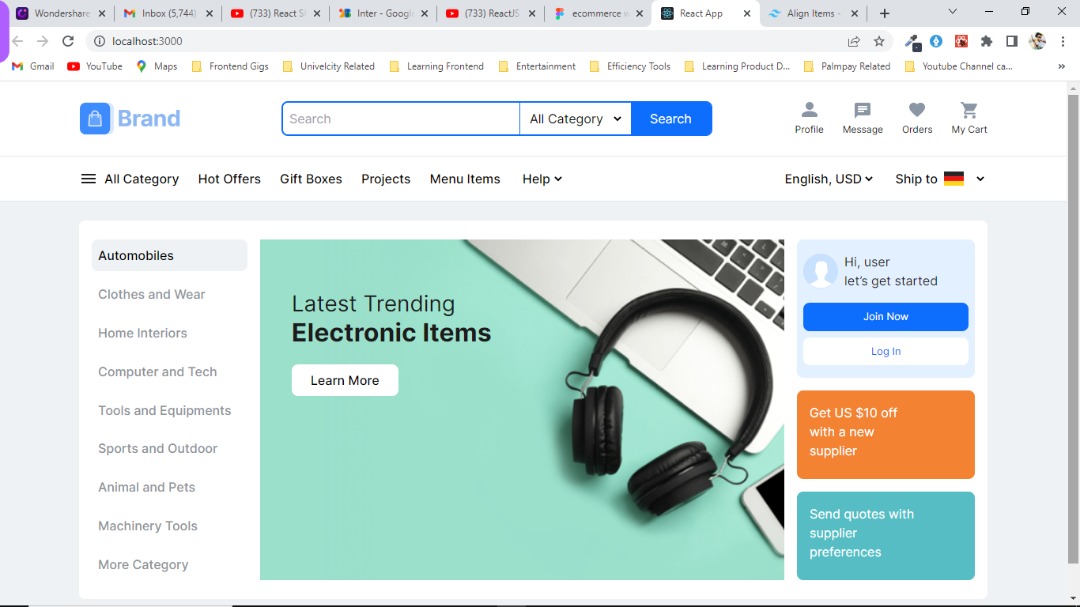 Wondershare
Inbox (5,744)
(733) React S
Inter - Google
(733) ReactJS
ecommerce w
React App
Align Items -
localhost:3000
Gmail
YouTube
Maps
Frontend Gigs
Univelcity Related
Learning Frontend
Entertainment
Efficiency Tools
Learning Product D...
Palmpay Related
Youtube Channel ca...
»
Brand
Search
All Category
Search
Profile
Message
Orders
My Cart
All Category
Hot Offers
Gift Boxes
Projects
Menu Items
Help
English, USD
Ship to
Automobiles
Clothes and Wear
Home Interiors
Computer and Tech
Tools and Equipments
Sports and Outdoor
Animal and Pets
Machinery Tools
More Category
Latest Trending
Electronic Items
Learn More
Hi, user
let's get started
Join Now
Log In
Get US $10 off
with a new
supplier
Send quotes with
supplier
preferences